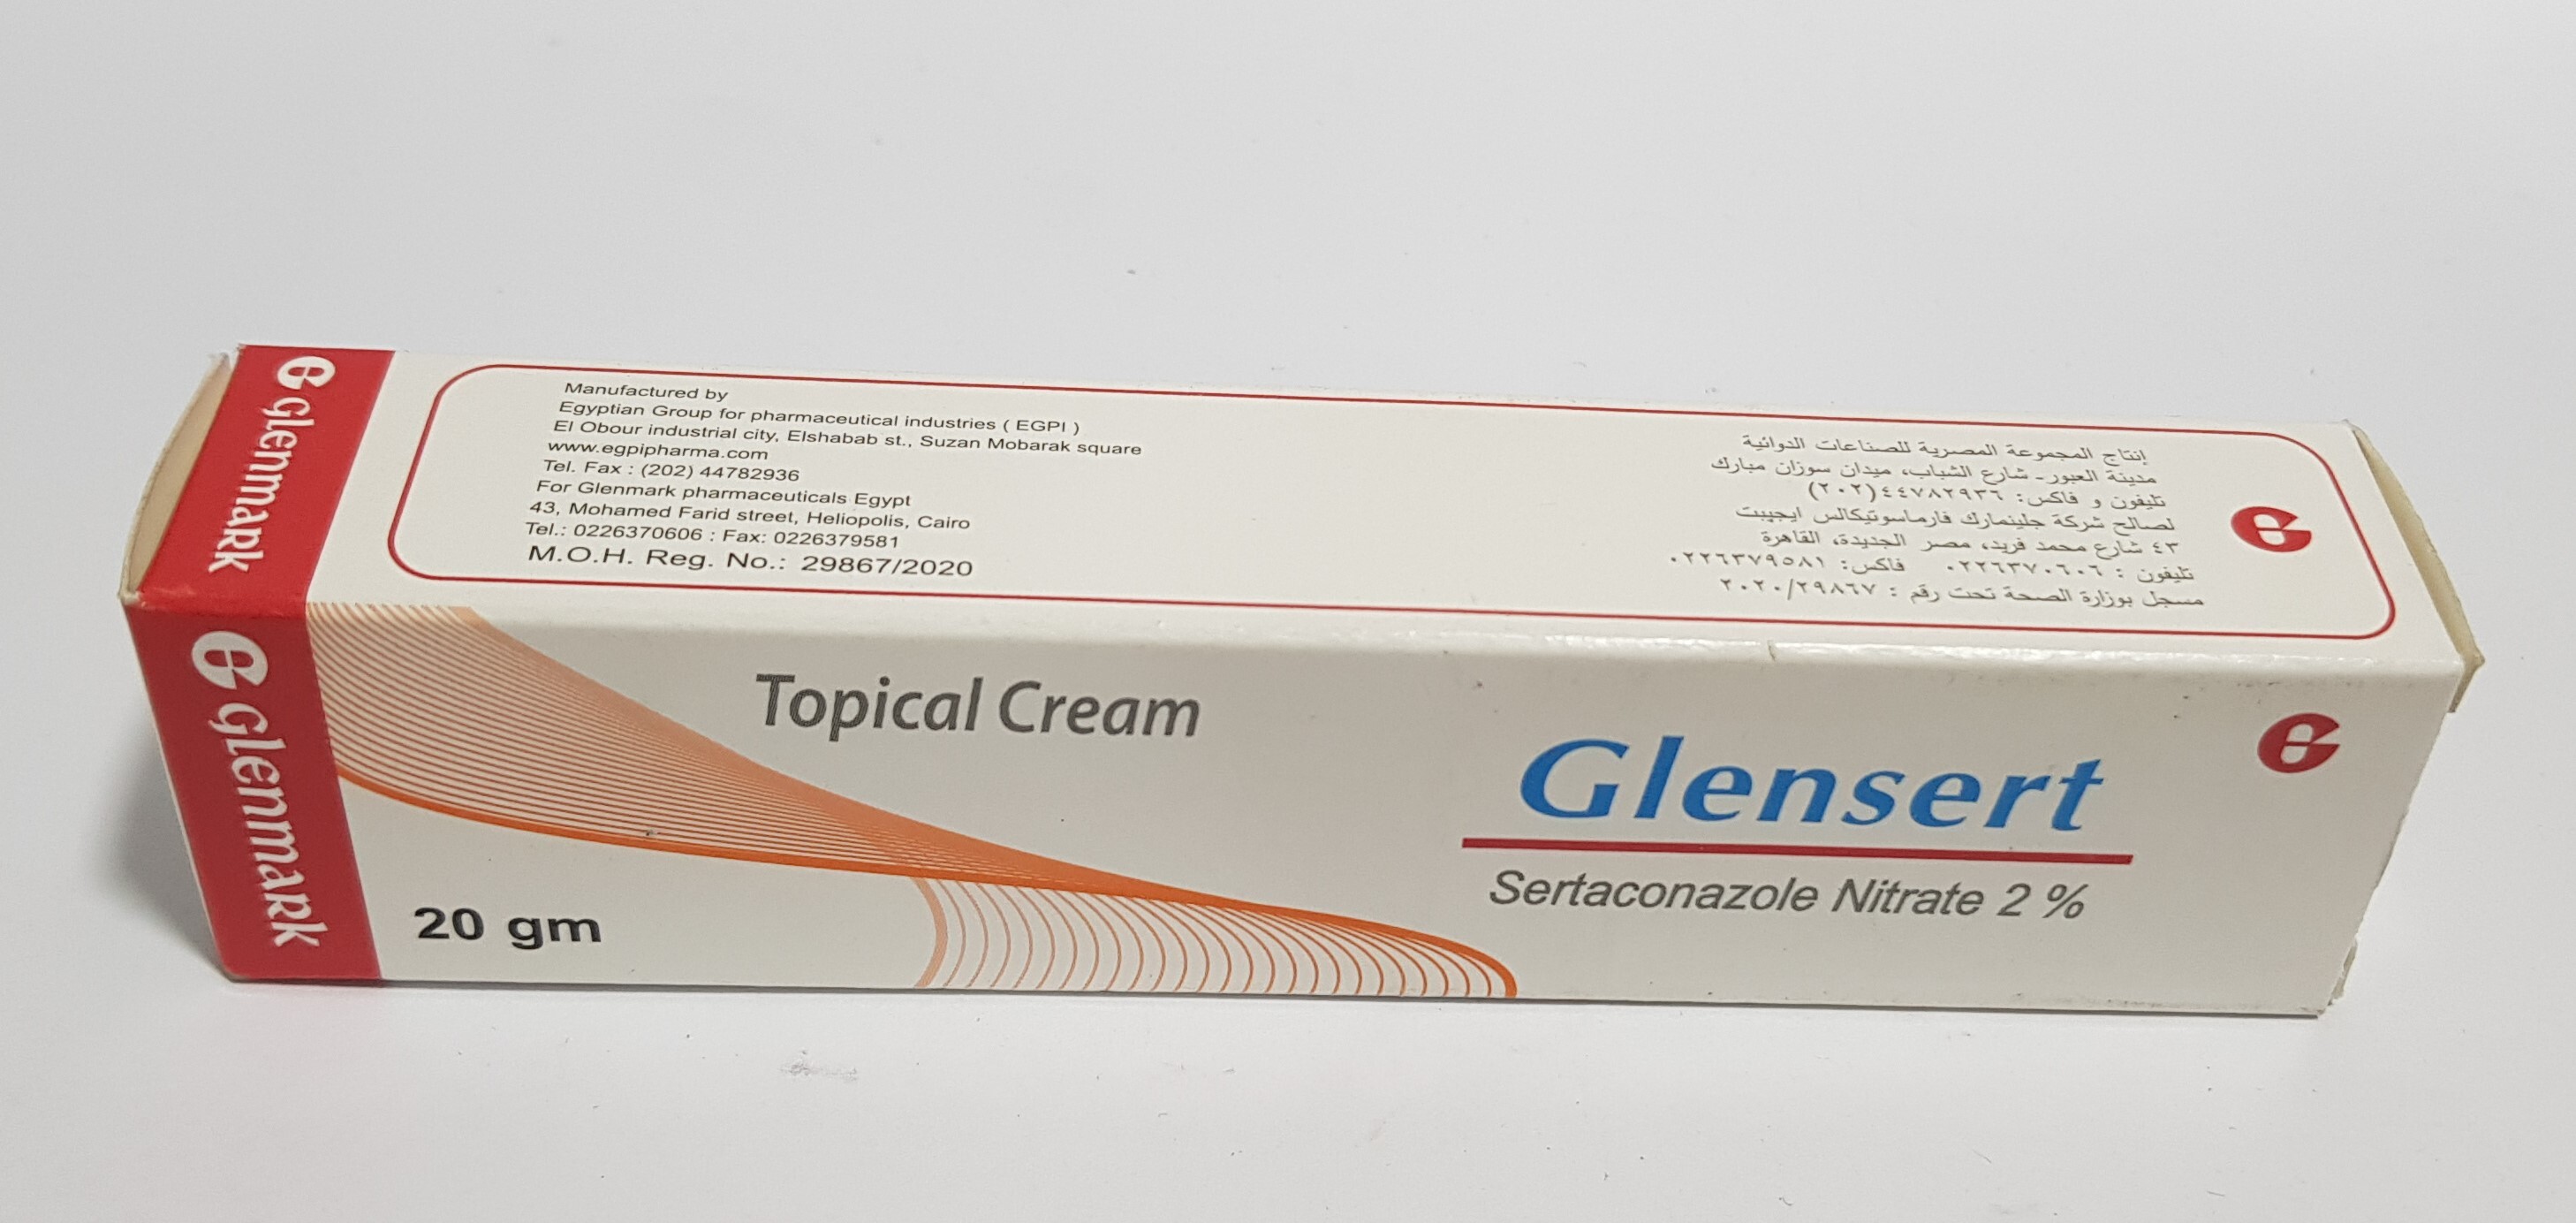 Glenmark
Manufactured by
Egyptian Group for pharmaceutical industries ( EGPI )
El Obour industrial city, Elshabab st., Suzan Mobarak square
www.egpipharma.com
Tel. Fax : (202) 44782936
For Glenmark pharmaceuticals Egypt
43, Mohamed Farid street, Heliopolis, Cairo
Tel.: 0226370606 : Fax: 0226379581
M.O.H. Reg. No.: 29867/2020
إنتاج المجموعة المصرية للصناعات الدوائية
مدينة العبور- شارع الشباب، ميدان سوزان مبارك
تليفون و فاكس: ٤٤٧٨٢٩٣٦(٢٠٢)
لصالح شركة جلينمارك فارماسوتيكالس ايجيبت
٤٣ شارع محمد فريد، مصر الجديدة، القاهرة
تليفون : ٠٢٢٦٣٧٠٦٠٦ فاكس: ٠٢٢٦٣٧٩٥٨١
مسجل بوزارة الصحة تحت رقم : ٢٠٢٠/٢٩٨٦٧
Glenmark
Topical Cream
Glensert
Sertaconazole Nitrate 2 %
20 gm